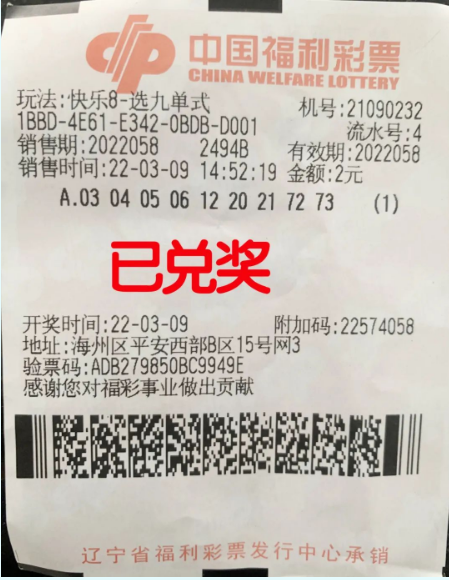 中国福利彩票
CHINA WELFARE LOTTERY
玩法:快乐8-选九单式 机号:21090232
1BBD-4E61-E342-0BDB-D001 流水号:4
销售期:2022058 2494B 有效期:2022058
销售时间:22-03-09 14:52:19 金额:2元
A.03 04 05 06 12 20 21 72 73 (1)
已兑奖
开奖时间:22-03-09 附加码:22574058
地址:海州区平安西部B区15号网3
验票码:ADB279850BC9949E
感谢您对福彩事业做出贡献
辽宁省福利彩票发行中心承销